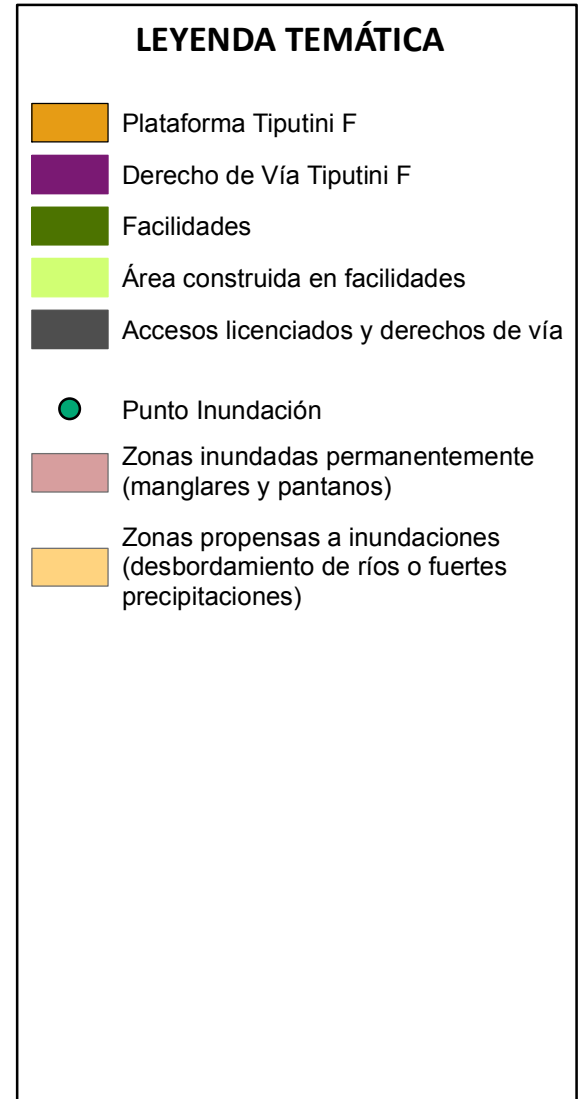 LEYENDA TEMÁTICA
Plataforma Tiputini F
Derecho de Vía Tiputini F
Facilidades
Área construida en facilidades
Accesos licenciados y derechos de vía
Punto Inundación
Zonas inundadas permanentemente
(manglares y pantanos)
Zonas propensas a inundaciones
(desbordamiento de ríos o fuertes
precipitaciones)